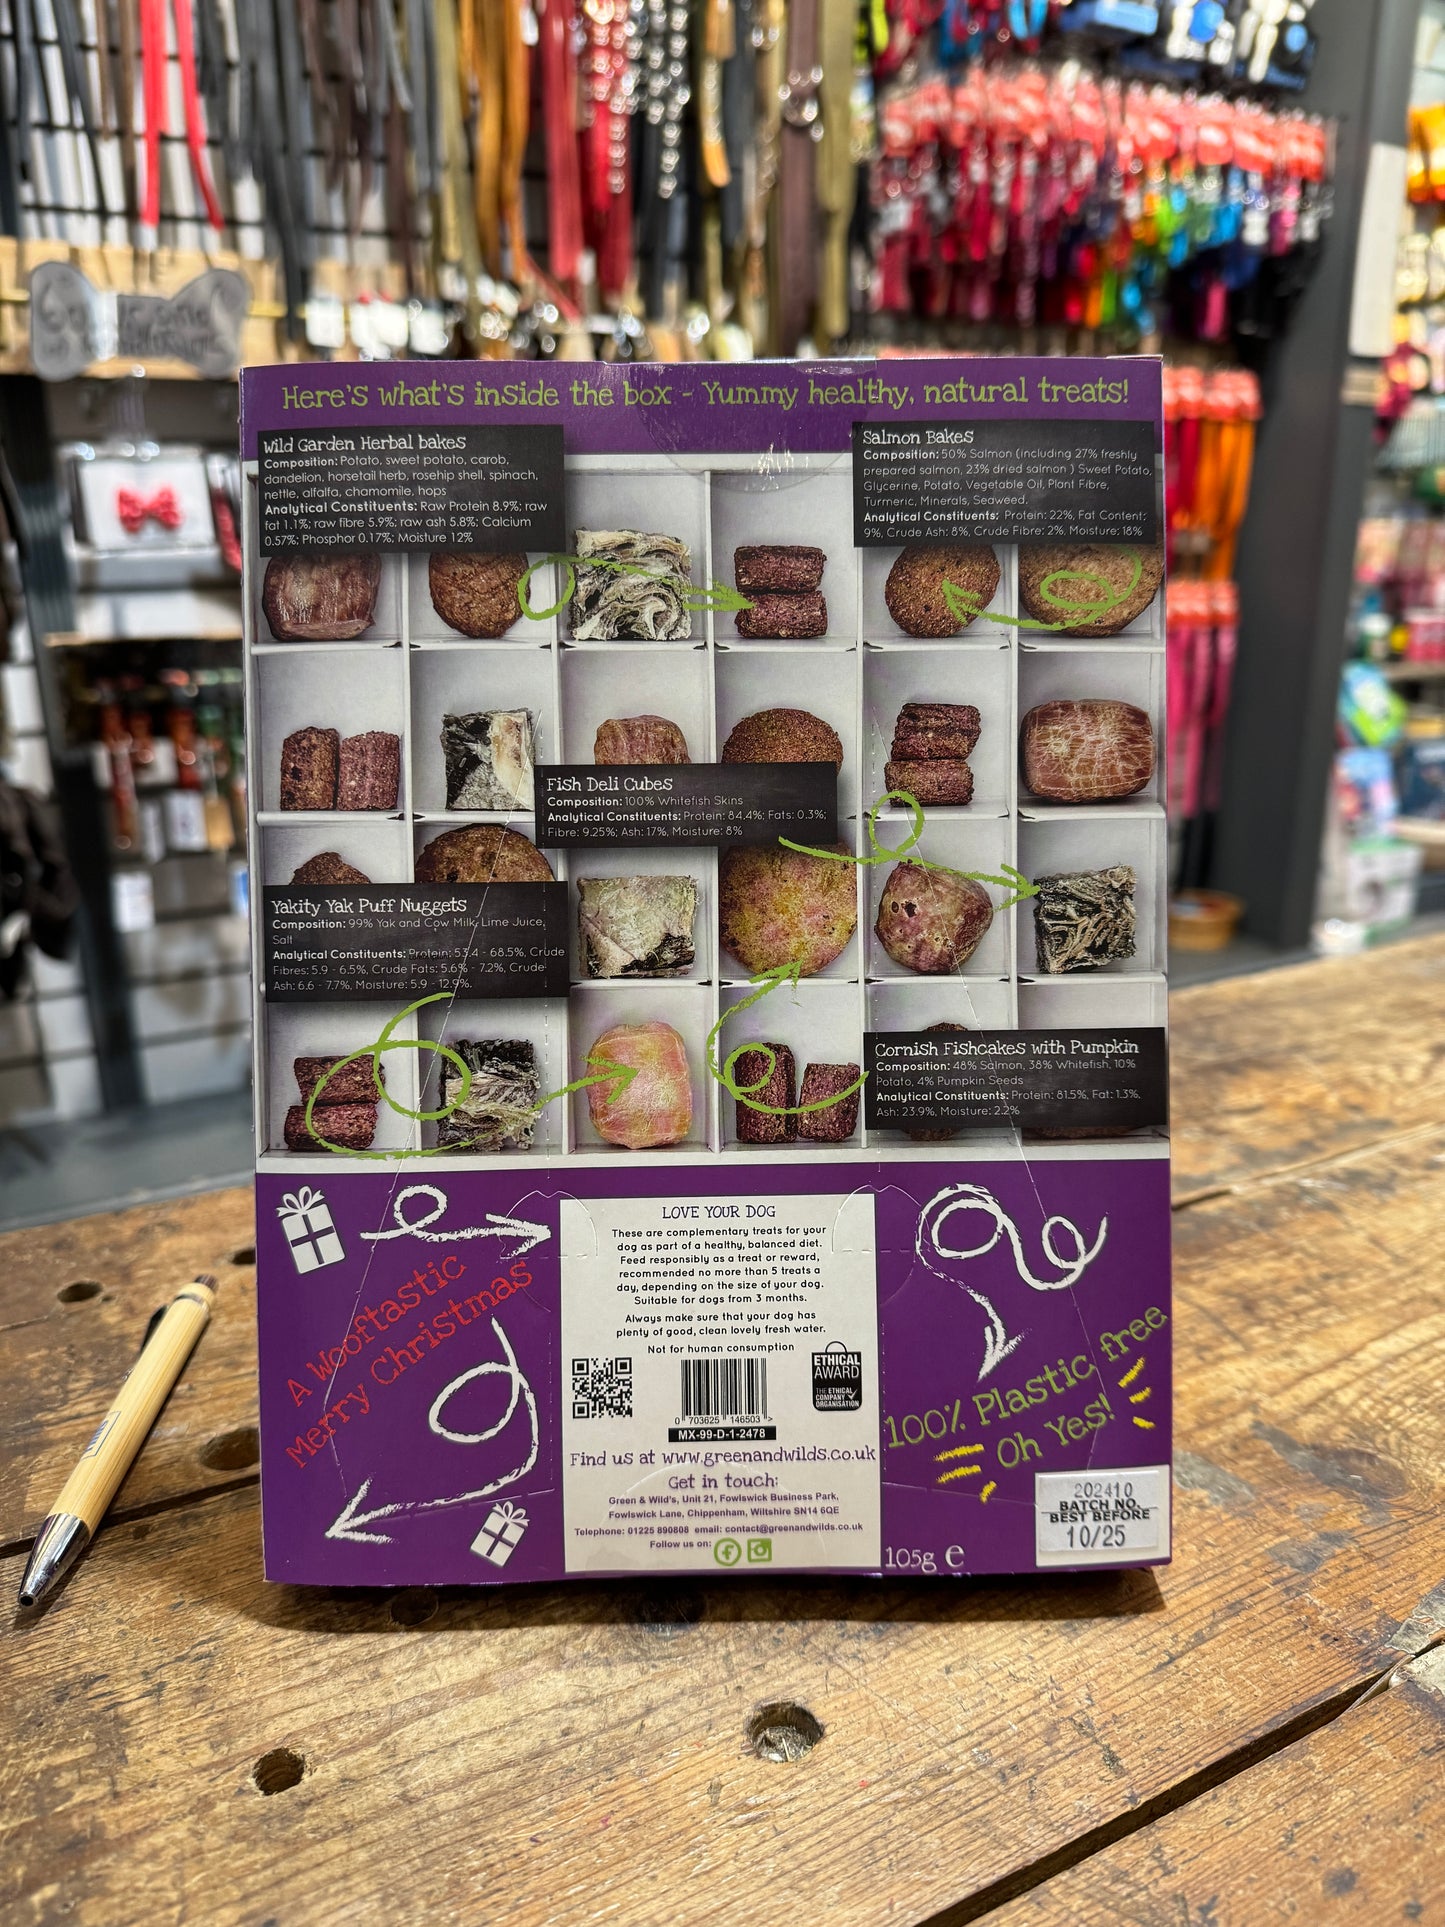 Here's what's inside the box - Yummy healthy, natural treats!
Wild Garden Herbal bakes
Composition: Potato, sweet potato, carob,
dandelion, horsetail herb, rosehip shell, spinach,
nettle, alfalfa, chamomile, hops
Analytical Constituents: Raw Protein 8.9%; raw
fat 1.1%; raw fibre 5.9%; raw ash 5.8%; Calcium
0.57%; Phosphor 0.17%; Moisture 12%
Salmon Bakes
Composition: 50% Salmon (including 27% freshly
prepared salmon, 23% dried salmon ) Sweet Potato,
Glycerine, Potato, Vegetable Oil, Plant Fibre,
Turmeric, Minerals, Seaweed.
Analytical Constituents: Protein: 22%, Fat Content:
9%, Crude Ash: 8%, Crude Fibre: 2%, Moisture: 18%
Fish Deli Cubes
Composition: 100% Whitefish Skins
Analytical Constituents: Protein: 84.4%; Fats: 0.3%;
Fibre: 9.25%; Ash: 17%, Moisture: 8%
Yakity Yak Puff Nuggets
Composition: 99% Yak and Cow Milk, Lime Juice,
Salt
Analytical Constituents: Protein: 53.4 - 68.5%, Crude
Fibres: 5.9 - 6.5%, Crude Fats: 5.6% - 7.2%, Crude
Ash: 6.6 - 7.7%, Moisture: 5.9 - 12.9%.
Cornish Fishcakes with Pumpkin
Composition: 48% Salmon, 38% Whitefish, 10%
Potato, 4% Pumpkin Seeds
Analytical Constituents: Protein: 81.5%, Fat: 1.3%,
Ash: 23.9%, Moisture: 2.2%
A Wooftastic
Merry Christmas
LOVE YOUR DOG
These are complementary treats for your
dog as part of a healthy, balanced diet.
Feed responsibly as a treat or reward,
recommended no more than 5 treats a
day, depending on the size of your dog.
Suitable for dogs from 3 months.
Always make sure that your dog has
plenty of good, clean lovely fresh water.
Not for human consumption
ETHICAL
AWARD
THE ETHICAL
COMPANY
ORGANISATION
0 703625 146503 >
MX-99-D-1-2478
Find us at www.greenandwilds.co.uk
Get in touch:
Green & Wild's, Unit 21, Fowlswick Business Park,
Fowlswick Lane, Chippenham, Wiltshire SN14 6QE
Telephone: 01225 890808 email: contact@greenandwilds.co.uk
Follow us on:
100% Plastic free
Oh Yes!
202410
BATCH NO.
BEST BEFORE
10/25
105g e